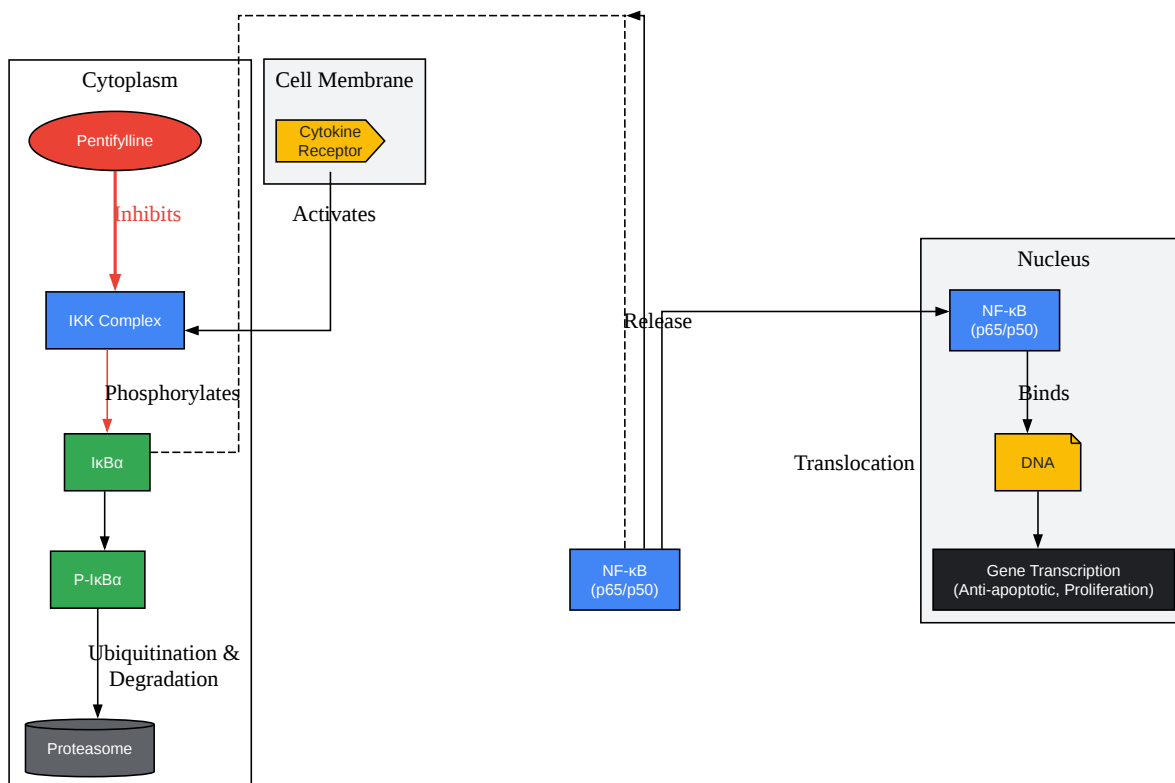 Cytoplasm
Pentifylline
Inhibits
IKK Complex
Phosphorylates
IκBα
P-IκBα
Ubiquitination &
Degradation
Proteasome
Cell Membrane
Cytokine
Receptor
Activates
Release
NF-κB
(p65/p50)
Translocation
Nucleus
NF-κB
(p65/p50)
Binds
DNA
Gene Transcription
(Anti-apoptotic, Proliferation)